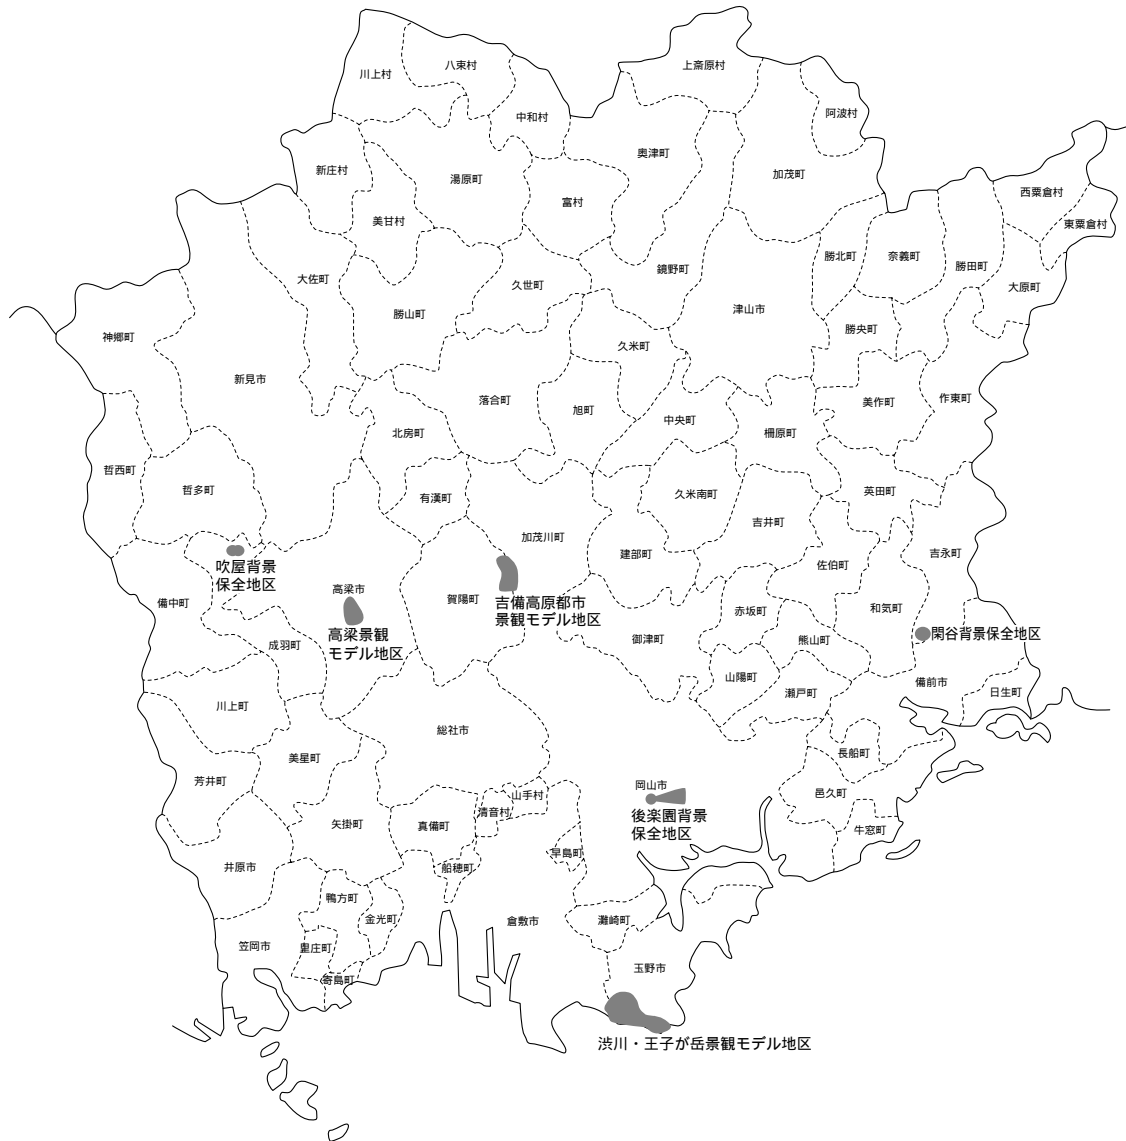 川上村
八束村
上斎原村
中和村
阿波村
奥津町
新庄村
湯原町
加茂町
西粟倉村
富村
美甘村
東粟倉村
勝北町
奈義町
勝田町
大佐町
鏡野町
久世町
大原町
勝山町
津山市
神郷町
勝央町
久米町
新見市
落合町
旭町
美作町
作東町
中央町
北房町
柵原町
哲西町
哲多町
有漢町
久米南町
英田町
吉井町
加茂川町
建部町
吉永町
佐伯町
吹屋背景
保全地区
高梁市
賀陽町
備中町
吉備高原都市
景観モデル地区
赤坂町
和気町
高梁景観
モデル地区
成羽町
御津町
熊山町
閑谷背景保全地区
山陽町
瀬戸町
備前市
日生町
川上町
総社市
美星町
長船町
芳井町
岡山市
山手村
邑久町
清音村
後楽園背景
保全地区
矢掛町
真備町
牛窓町
早島町
井原市
船穂町
鴨方町
金光町
倉敷市
灘崎町
笠岡市
里庄町
玉野市
寄島町
渋川・王子が岳景観モデル地区